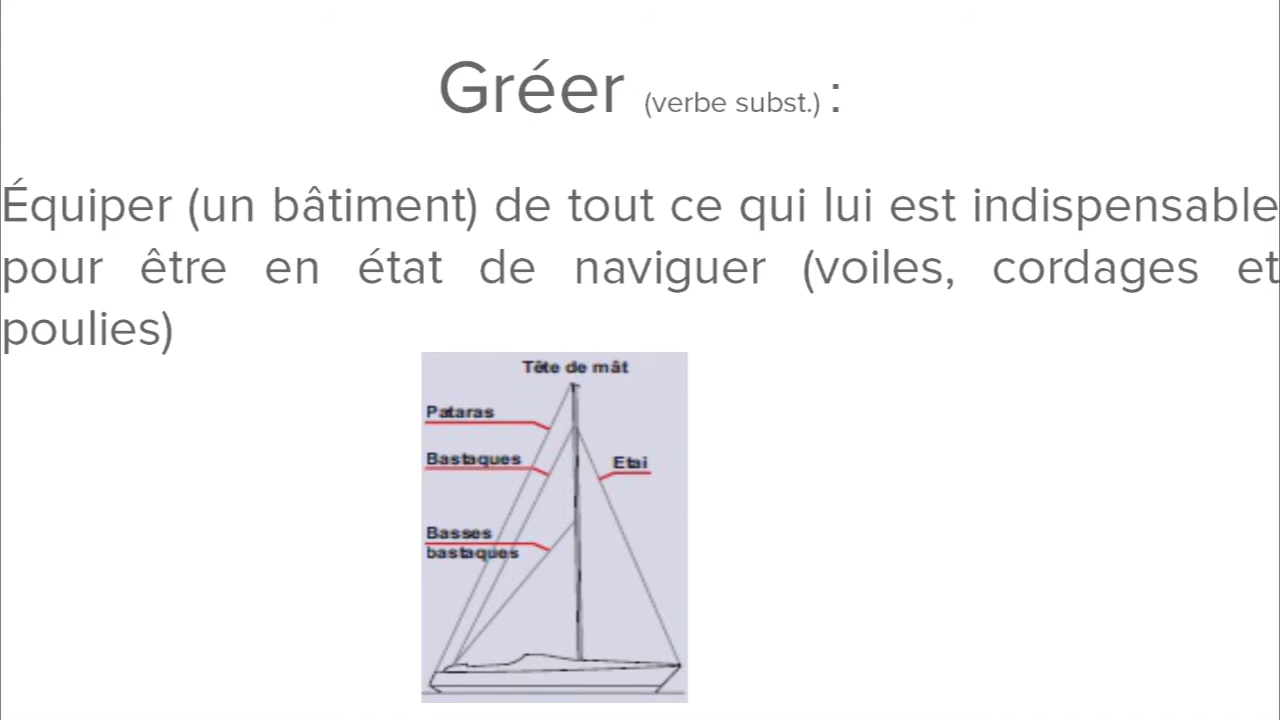 Gréer (verbe subst.) :
Équiper (un bâtiment) de tout ce qui lui est indispensable
pour être en état de naviguer (voiles, cordages et
poulies)
Tête de mât
Pataras
Bastaques
Etai
Basses
bastaques